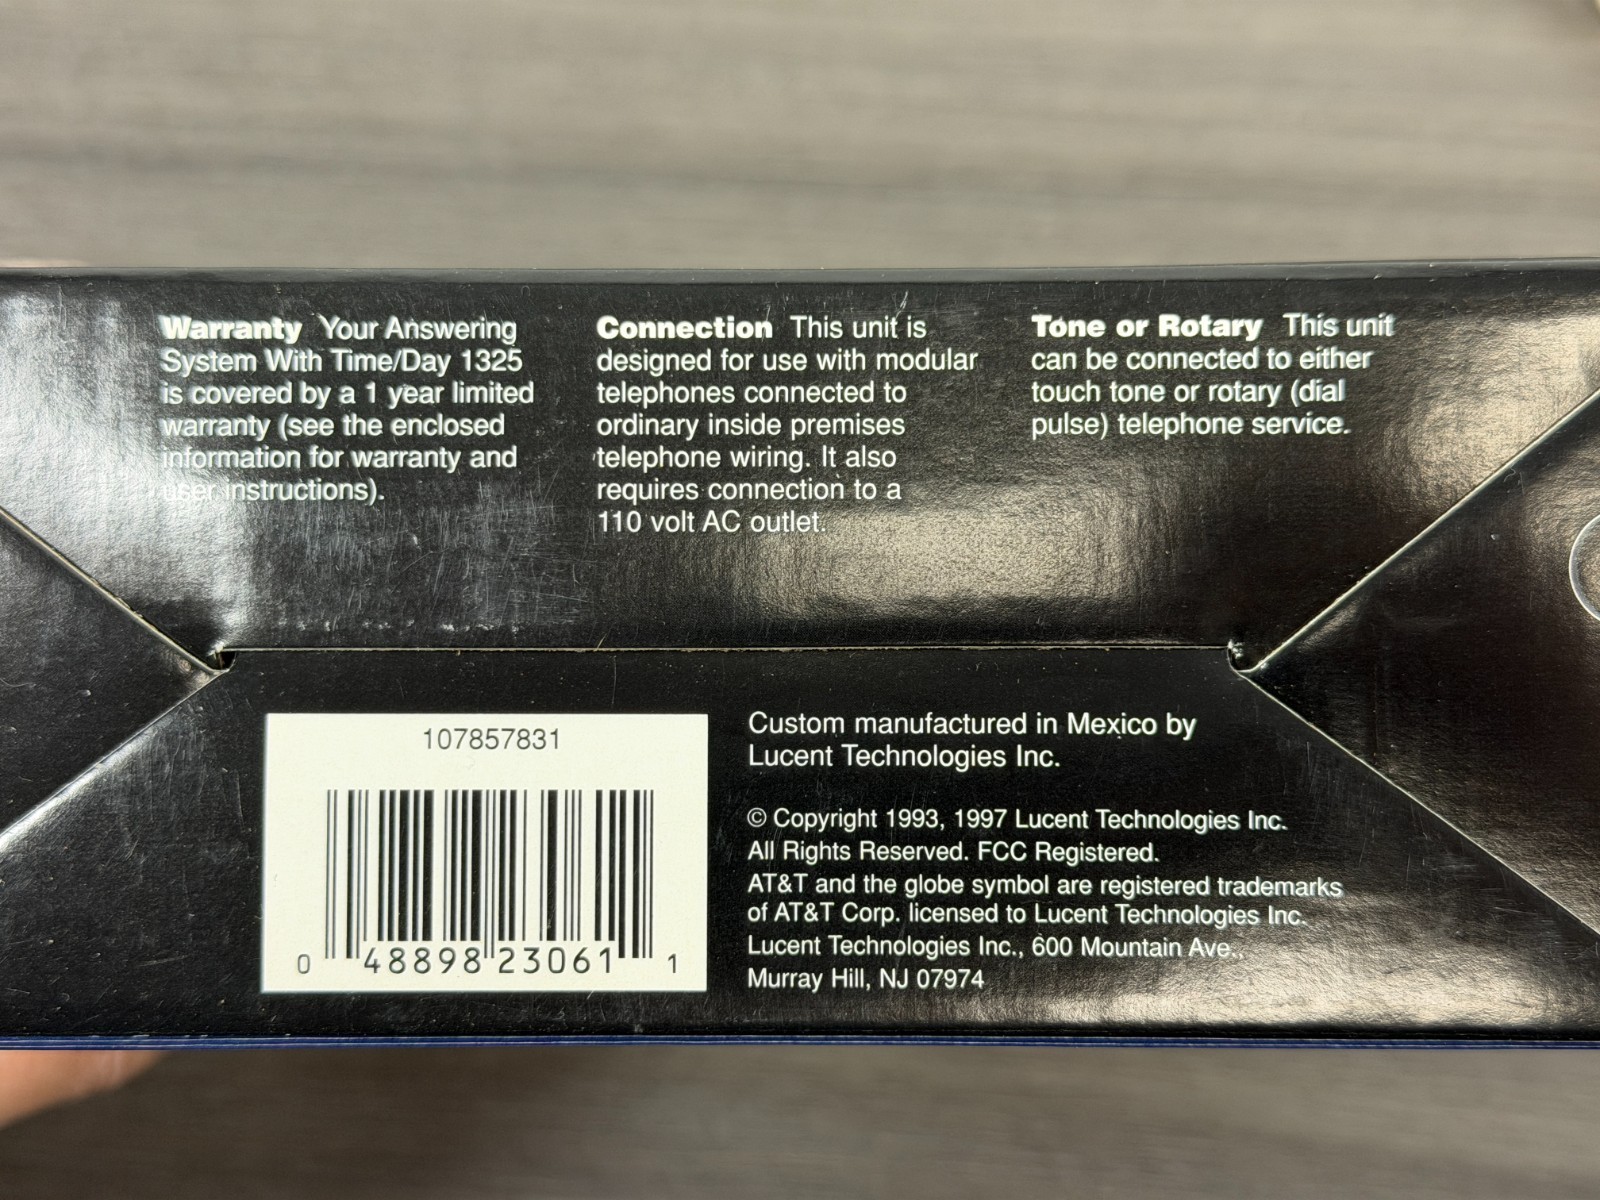 Warranty Your Answering
System With Time/Day 1325
is covered by a 1 year limited
warranty (see the enclosed
information for warranty and
user instructions).
Connection This unit is
designed for use with modular
telephones connected to
ordinary inside premises
telephone wiring. It also
requires connection to a
110 volt AC outlet.
Tone or Rotary This unit
can be connected to either
touch tone or rotary (dial
pulse) telephone service.
107857831
0 48898 23061 1
Custom manufactured in Mexico by
Lucent Technologies Inc.
© Copyright 1993, 1997 Lucent Technologies Inc.
All Rights Reserved. FCC Registered.
AT&T and the globe symbol are registered trademarks
of AT&T Corp. licensed to Lucent Technologies Inc.
Lucent Technologies Inc., 600 Mountain Ave.,
Murray Hill, NJ 07974